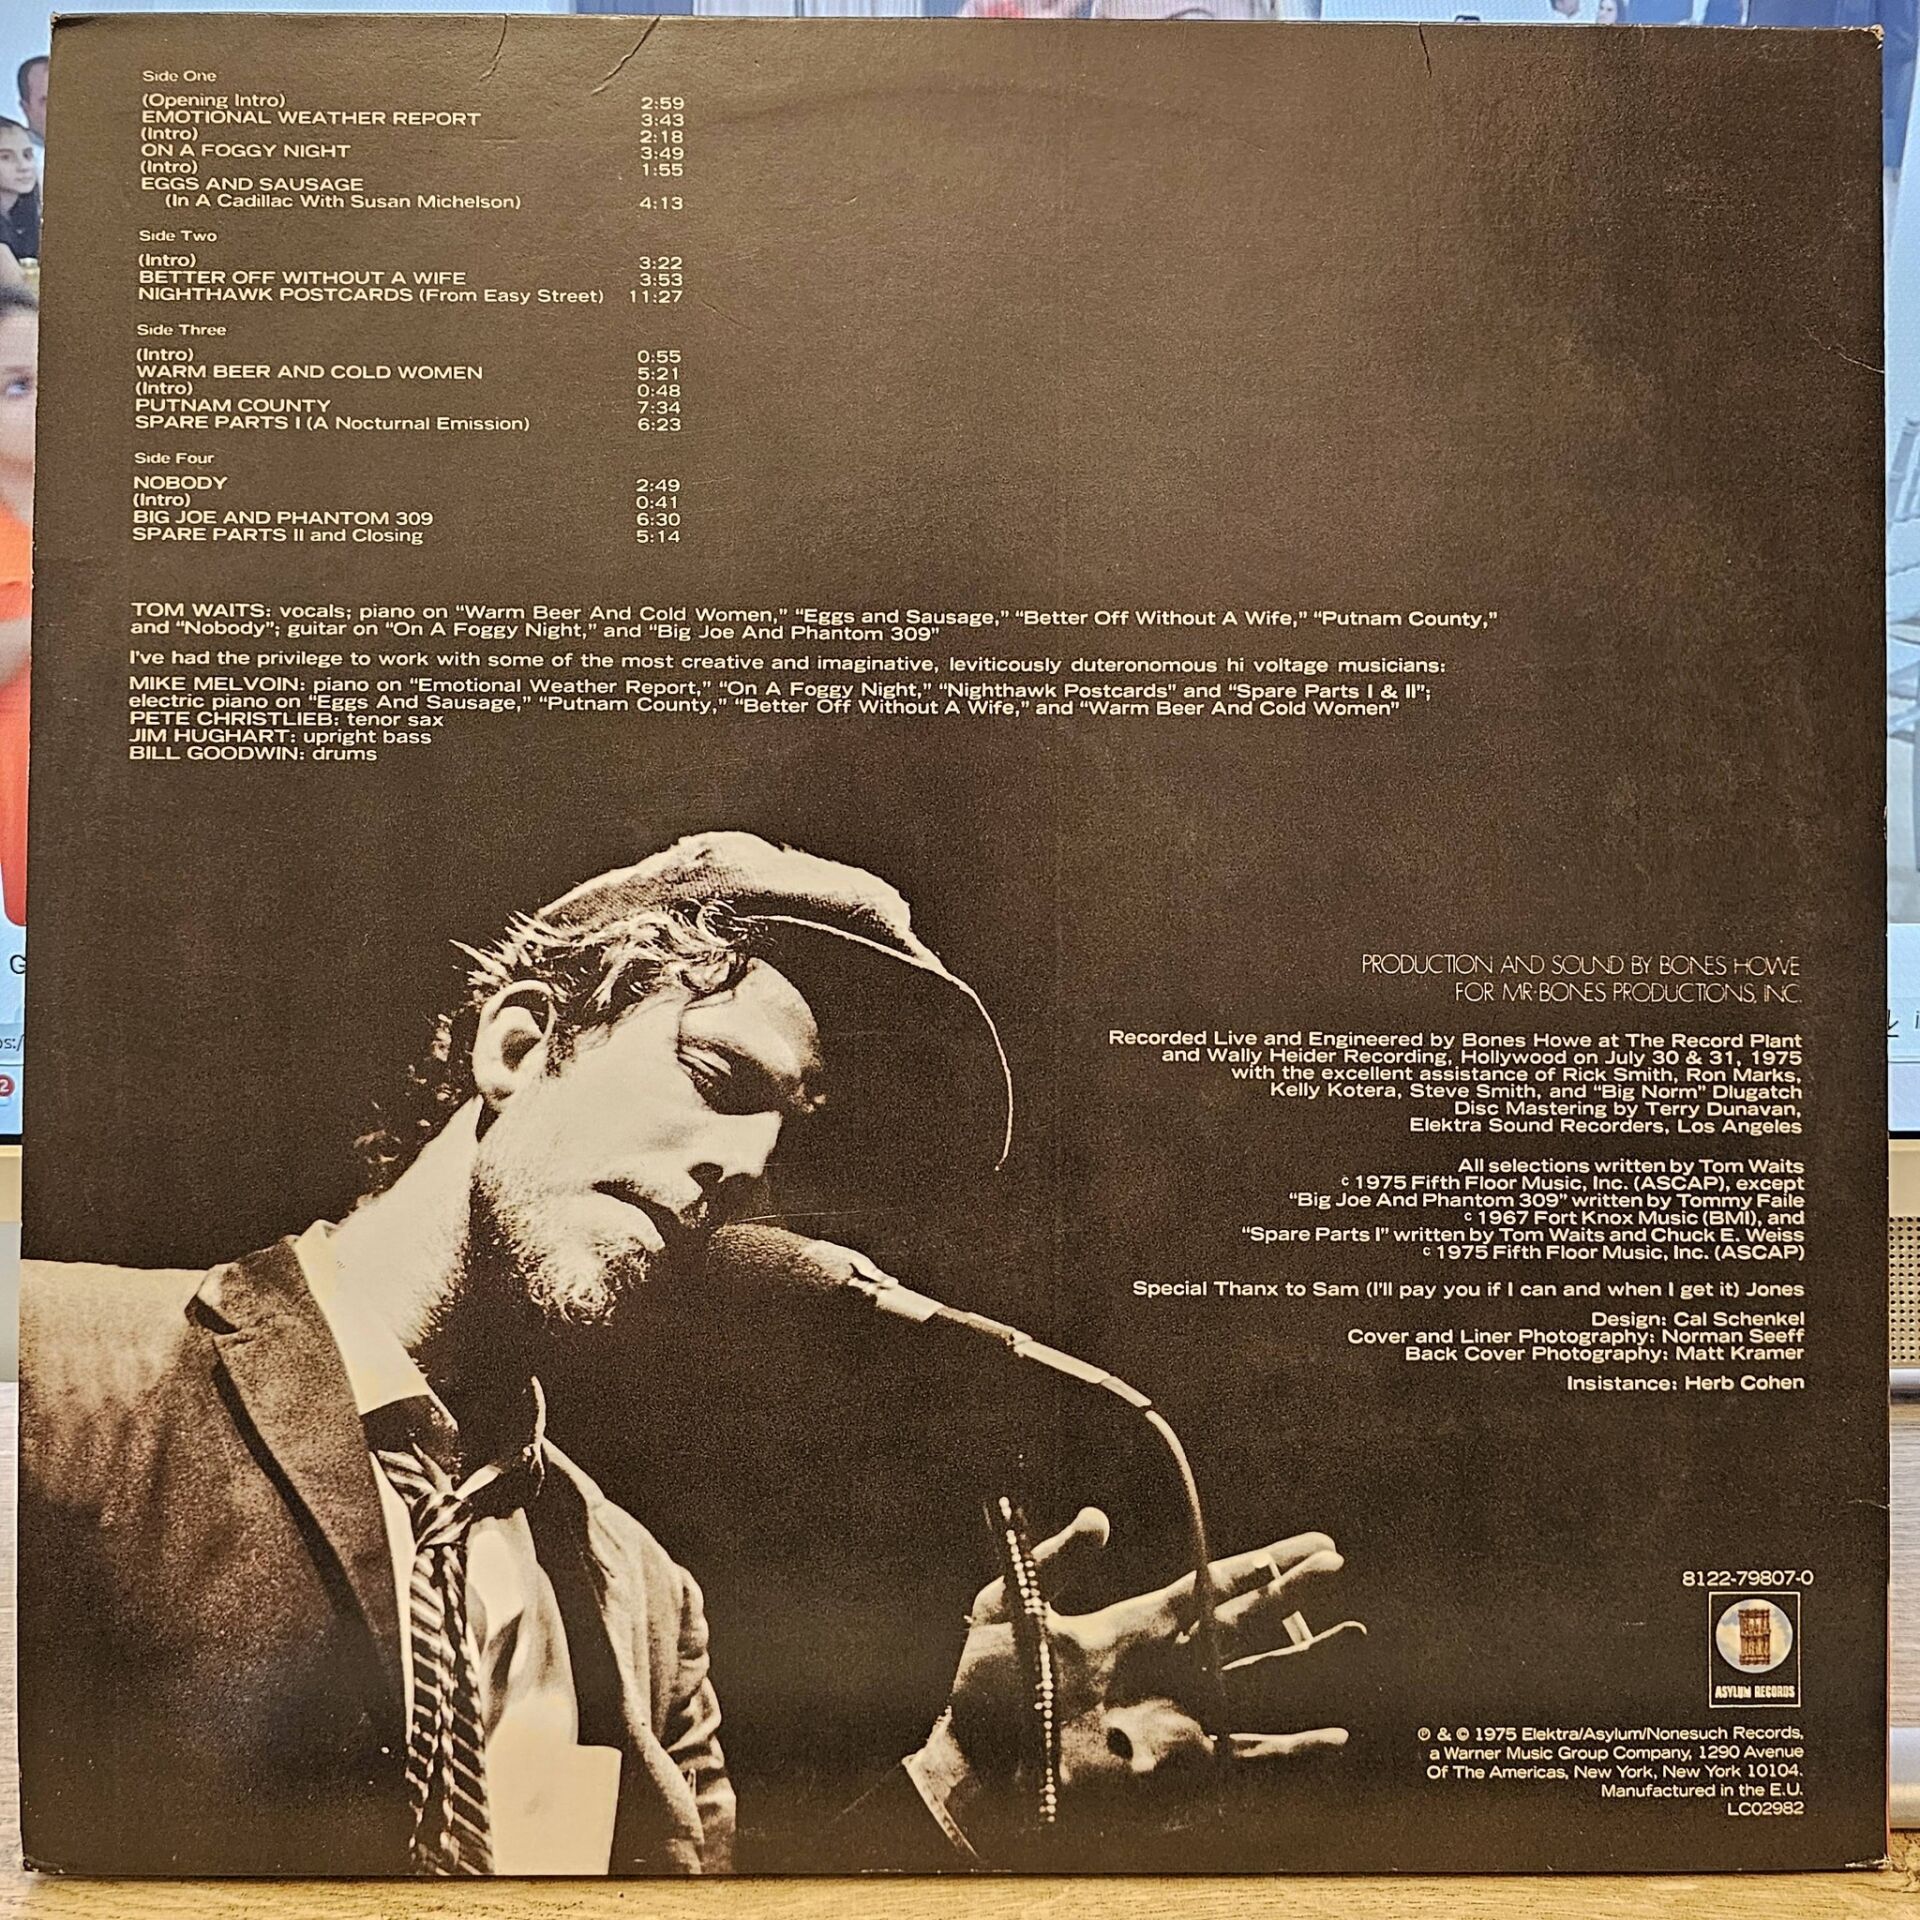 Side One
(Opening Intro) 2:59
EMOTIONAL WEATHER REPORT 3:43
(Intro) 2:18
ON A FOGGY NIGHT 3:49
(Intro) 1:55
EGGS AND SAUSAGE
(In A Cadillac With Susan Michelson) 4:13
Side Two
(Intro) 3:22
BETTER OFF WITHOUT A WIFE 3:53
NIGHTHAWK POSTCARDS (From Easy Street) 11:27
Side Three
(Intro) 0:55
WARM BEER AND COLD WOMEN 5:21
(Intro) 0:48
PUTNAM COUNTY 7:34
SPARE PARTS I (A Nocturnal Emission) 6:23
Side Four
NOBODY 2:49
(Intro) 0:41
BIG JOE AND PHANTOM 309 6:30
SPARE PARTS II and Closing 5:14
TOM WAITS: vocals; piano on “Warm Beer And Cold Women,” “Eggs and Sausage,” “Better Off Without A Wife,” “Putnam County,”
and “Nobody”; guitar on “On A Foggy Night,” and “Big Joe And Phantom 309”
I've had the privilege to work with some of the most creative and imaginative, leviticously duteronomous hi voltage musicians:
MIKE MELVOIN: piano on “Emotional Weather Report,” “On A Foggy Night,” “Nighthawk Postcards” and “Spare Parts I & II”;
electric piano on “Eggs And Sausage,” “Putnam County,” “Better Off Without A Wife,” and “Warm Beer And Cold Women”
PETE CHRISTLIEB: tenor sax
JIM HUGHART: upright bass
BILL GOODWIN: drums
PRODUCTION AND SOUND BY BONES HOWE
FOR MR. BONES PRODUCTIONS, INC.
Recorded Live and Engineered by Bones Howe at The Record Plant
and Wally Heider Recording, Hollywood on July 30 & 31, 1975
with the excellent assistance of Rick Smith, Ron Marks,
Kelly Kotera, Steve Smith, and “Big Norm” Dlugatch
Disc Mastering by Terry Dunavan,
Elektra Sound Recorders, Los Angeles
All selections written by Tom Waits
c 1975 Fifth Floor Music, Inc. (ASCAP), except
“Big Joe And Phantom 309” written by Tommy Faile
c 1967 Fort Knox Music (BMI), and
“Spare Parts I” written by Tom Waits and Chuck E. Weiss
c 1975 Fifth Floor Music, Inc. (ASCAP)
Special Thanx to Sam (I'll pay you if I can and when I get it) Jones
Design: Cal Schenkel
Cover and Liner Photography: Norman Seeff
Back Cover Photography: Matt Kramer
Insistance: Herb Cohen
8122-79807-0
ASYLUM RECORDS
℗ & © 1975 Elektra/Asylum/Nonesuch Records,
a Warner Music Group Company, 1290 Avenue
Of The Americas, New York, New York 10104.
Manufactured in the E.U.
LC02982